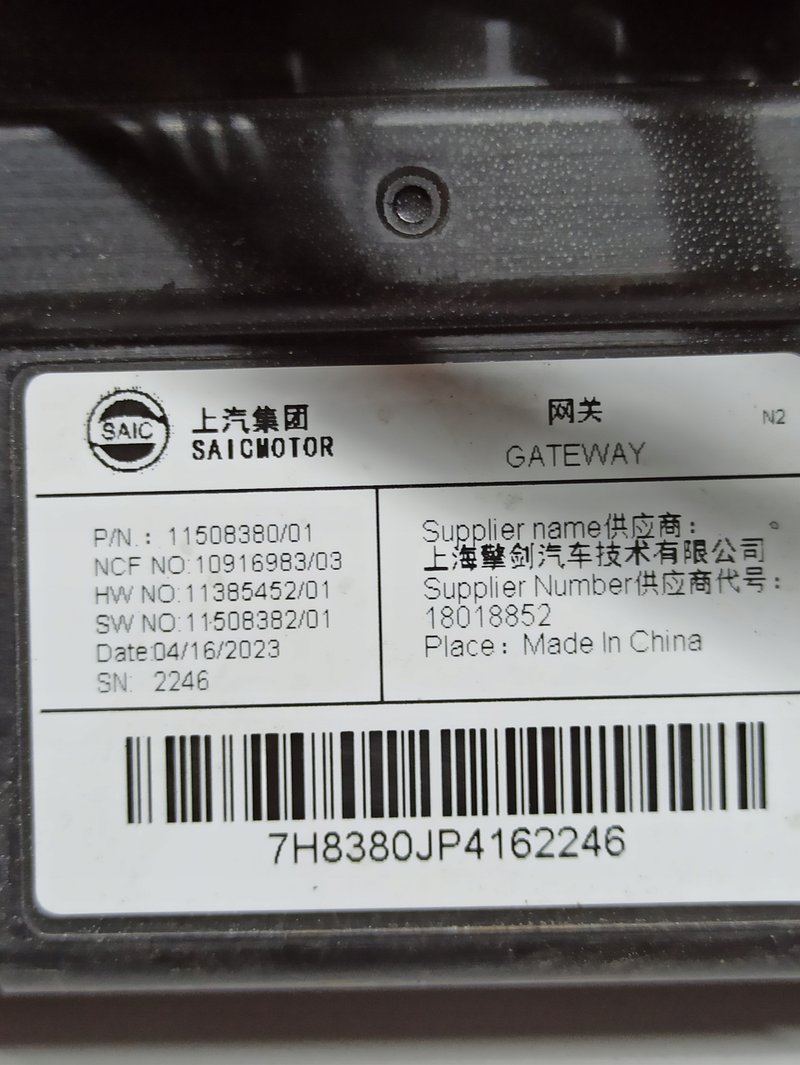 SAIC
上汽集团
SAICMOTOR
网关
GATEWAY
N2
P/N.: 11508380/01
NCF NO:10916983/03
HW NO:11385452/01
SW NO:11508382/01
Date:04/16/2023
SN: 2246
Supplier name供应商:
上海擎剑汽车技术有限公司
Supplier Number供应商代号:
18018852
Place: Made In China
7H8380JP4162246